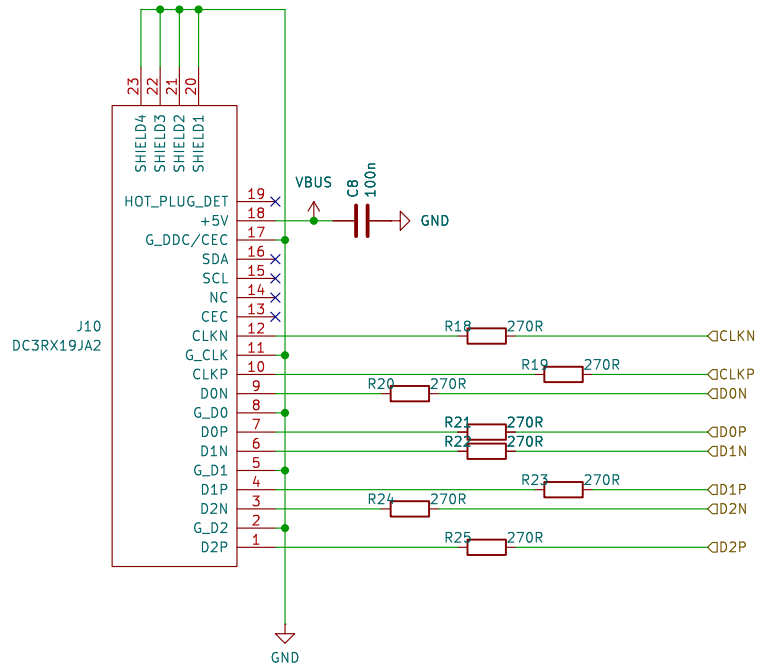 23
22
21
20
SHIELD4
SHIELD3
SHIELD2
SHIELD1
VBUS
C8
100n
GND
HOT_PLUG_DET 19
+5V 18
G_DDC/CEC 17
SDA 16
SCL 15
NC 14
CEC 13
J10
DC3RX19JA2
CLKN 12 R18 270R CLKN
G_CLK 11
CLKP 10 R19 270R CLKP
D0N 9 R20 270R D0N
G_D0 8
D0P 7 R21 270R D0P
D1N 6 R22 270R D1N
G_D1 5
D1P 4 R23 270R D1P
D2N 3 R24 270R D2N
G_D2 2
D2P 1 R25 270R D2P
GND